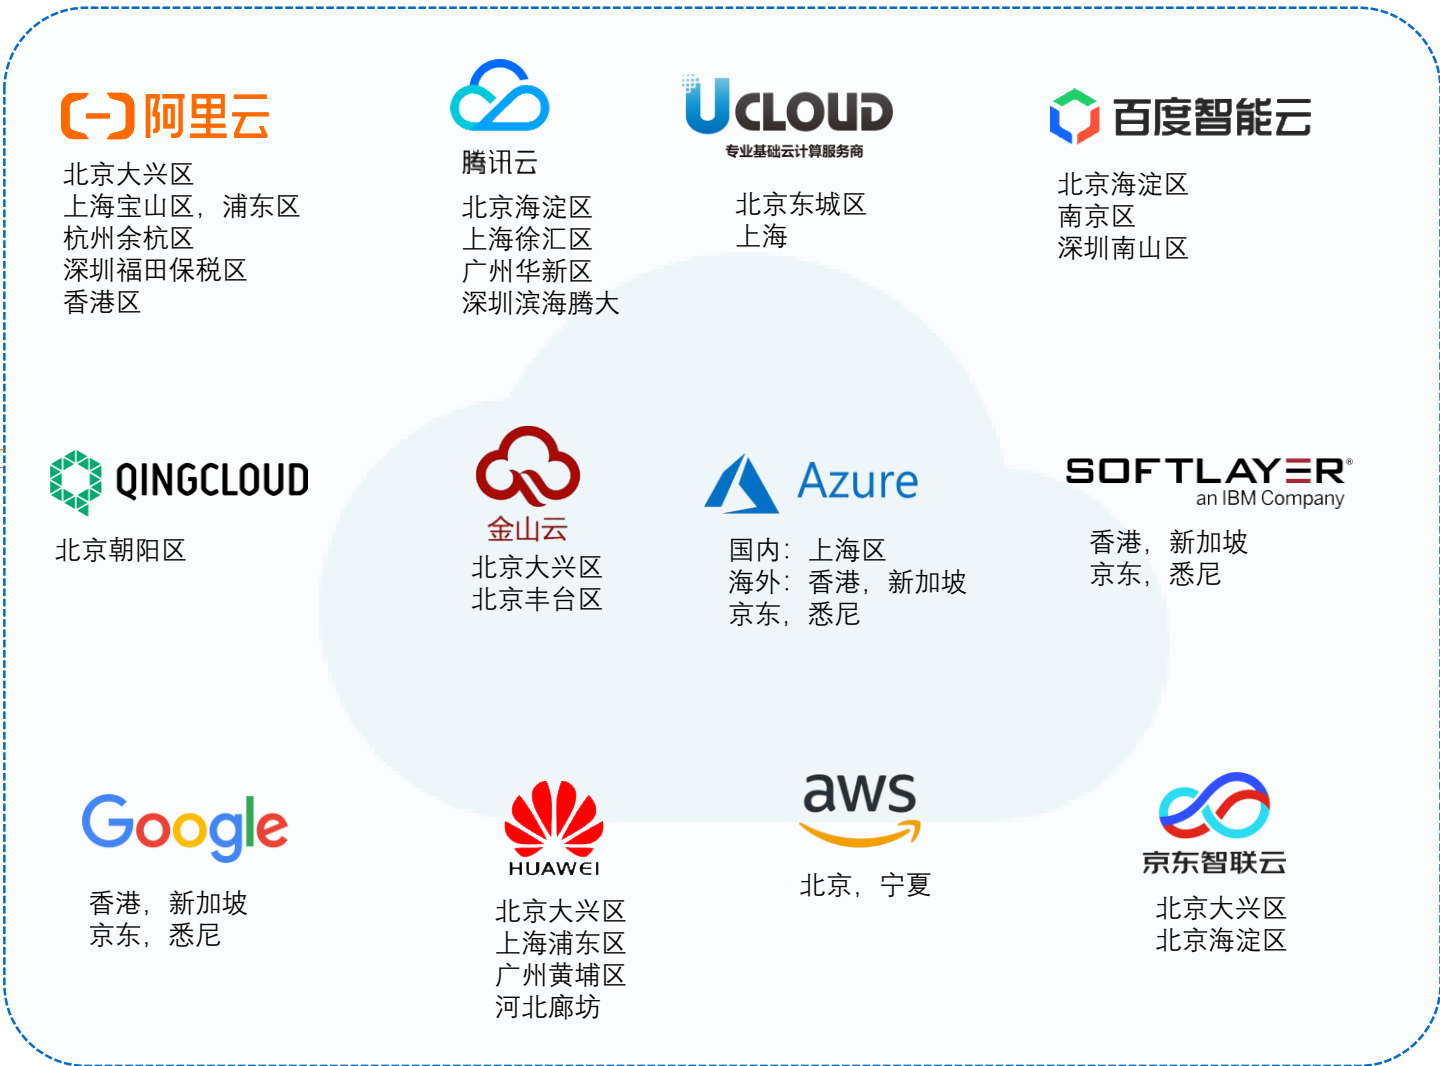 阿里云
北京大兴区
上海宝山区，浦东区
杭州余杭区
深圳福田保税区
香港区
腾讯云
北京海淀区
上海徐汇区
广州华新区
深圳滨海腾大
UCLOUD
专业基础云计算服务商
北京东城区
上海
百度智能云
北京海淀区
南京区
深圳南山区
QINGCLOUD
北京朝阳区
金山云
北京大兴区
北京丰台区
Azure
国内：上海区
海外：香港，新加坡
京东，悉尼
SOFTLAYER®
an IBM Company
香港，新加坡
京东，悉尼
Google
香港，新加坡
京东，悉尼
HUAWEI
北京大兴区
上海浦东区
广州黄埔区
河北廊坊
aws
北京，宁夏
京东智联云
北京大兴区
北京海淀区